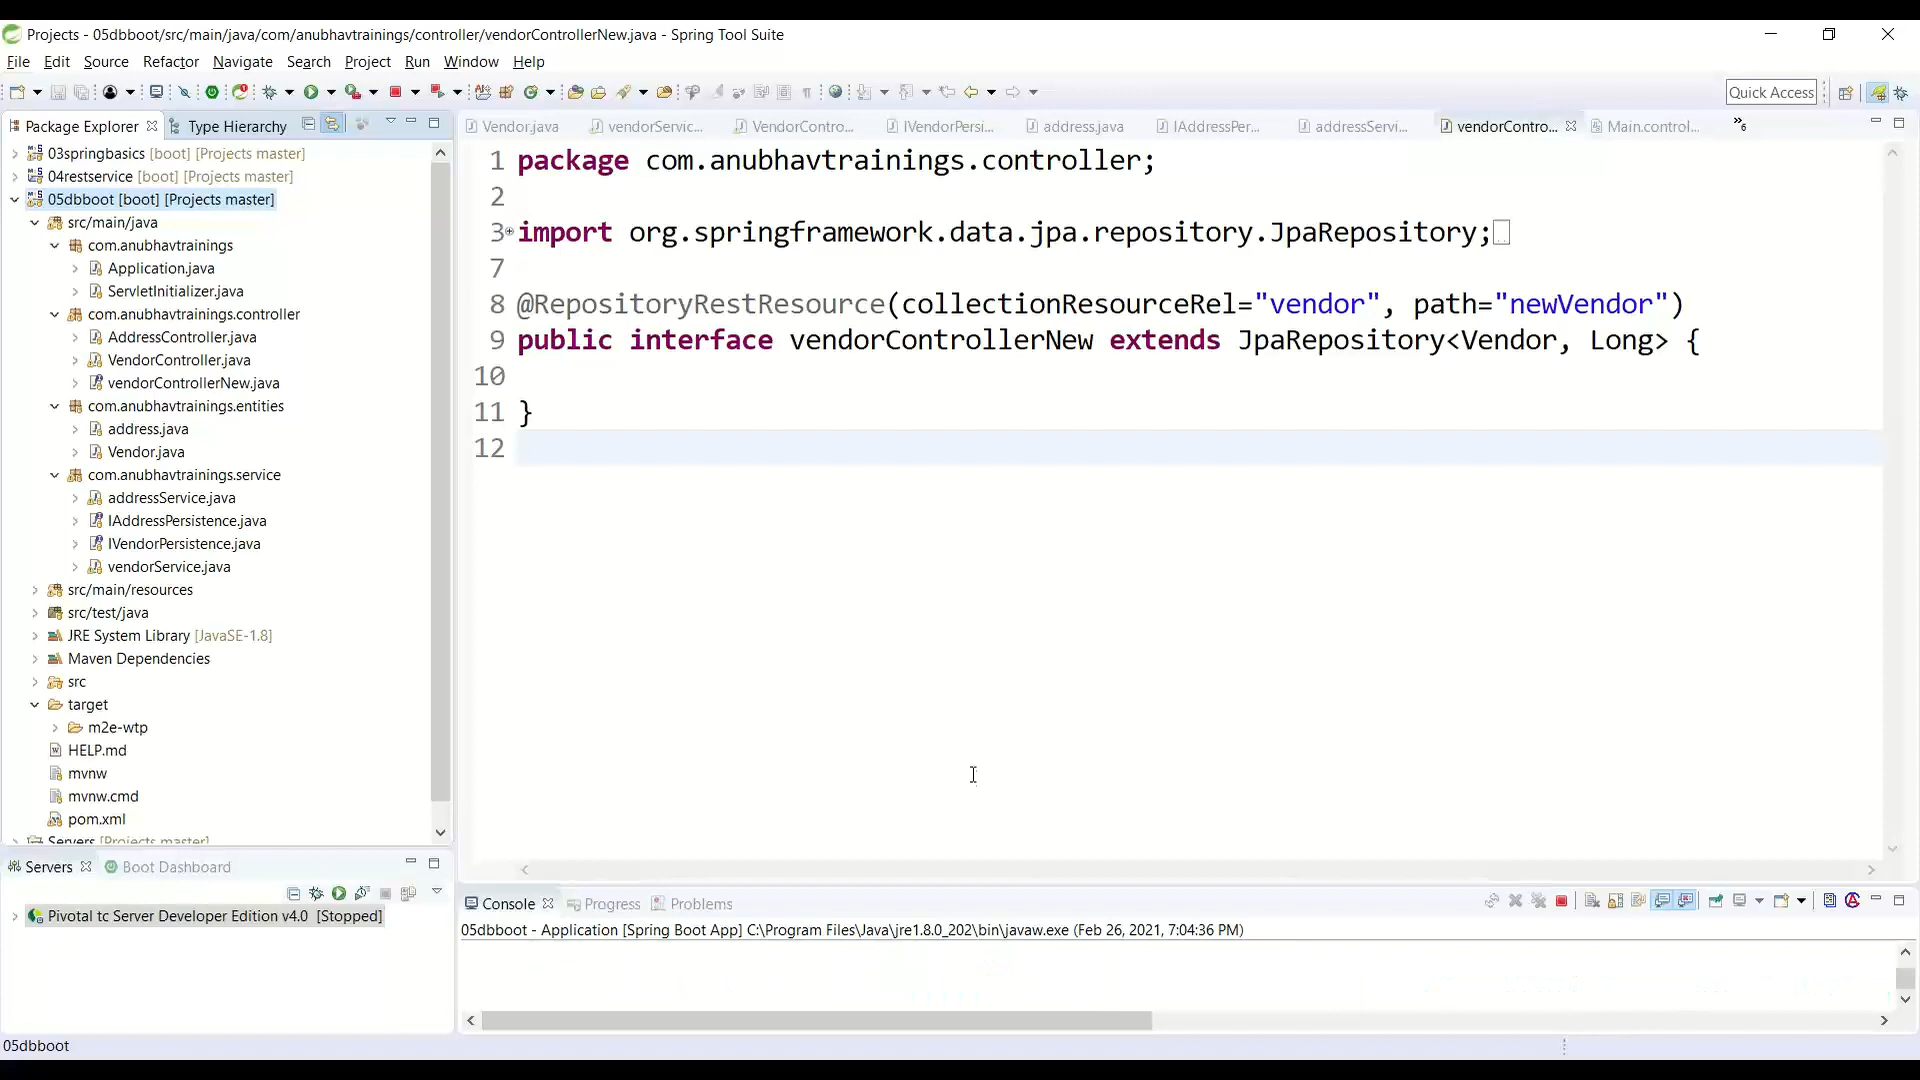 Projects - 05dbboot/src/main/java/com/anubhavtrainings/controller/vendorControllerNew.java - Spring Tool Suite
File Edit Source Refactor Navigate Search Project Run Window Help
Quick Access
Package Explorer Type Hierarchy
Vendor.java vendorServic... VendorContro... IVendorPersi... address.java IAddressPer... addressServi... vendorContro... Main.control... »6
03springbasics [boot] [Projects master]
04restservice [boot] [Projects master]
05dbboot [boot] [Projects master]
src/main/java
com.anubhavtrainings
Application.java
ServletInitializer.java
com.anubhavtrainings.controller
AddressController.java
VendorController.java
vendorControllerNew.java
com.anubhavtrainings.entities
address.java
Vendor.java
com.anubhavtrainings.service
addressService.java
IAddressPersistence.java
IVendorPersistence.java
vendorService.java
src/main/resources
src/test/java
JRE System Library [JavaSE-1.8]
Maven Dependencies
src
target
m2e-wtp
HELP.md
mvnw
mvnw.cmd
pom.xml
Servers [Projects master]
1 package com.anubhavtrainings.controller;
2
3 import org.springframework.data.jpa.repository.JpaRepository;
7
8 @RepositoryRestResource(collectionResourceRel="vendor", path="newVendor")
9 public interface vendorControllerNew extends JpaRepository<Vendor, Long> {
10
11 }
12
Servers Boot Dashboard
Pivotal tc Server Developer Edition v4.0 [Stopped]
Console Progress Problems
05dbboot - Application [Spring Boot App] C:\Program Files\Java\jre1.8.0_202\bin\javaw.exe (Feb 26, 2021, 7:04:36 PM)
05dbboot